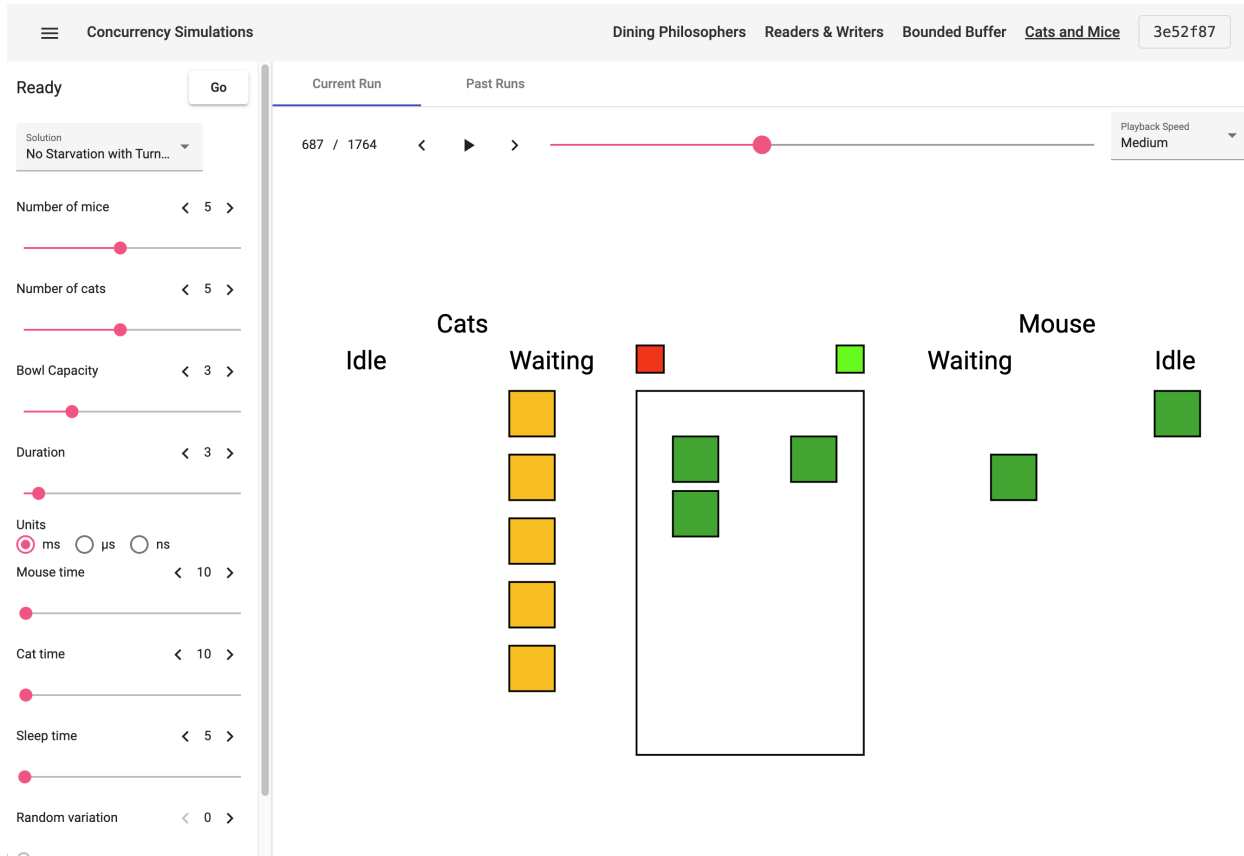 Concurrency Simulations
Dining Philosophers Readers & Writers Bounded Buffer Cats and Mice 3e52f87
Ready Go
Current Run Past Runs
Solution
No Starvation with Turn...
687 / 1764
Playback Speed
Medium
Number of mice 5
Number of cats 5
Bowl Capacity 3
Duration 3
Units
ms µs ns
Mouse time 10
Cat time 10
Sleep time 5
Random variation 0
Cats Mouse
Idle Waiting Waiting Idle